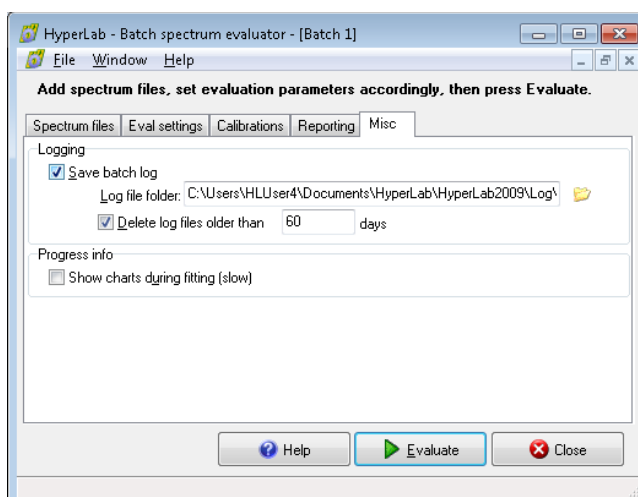 HyperLab - Batch spectrum evaluator - [Batch 1]
File Window Help
Add spectrum files, set evaluation parameters accordingly, then press Evaluate.
Spectrum files Eval settings Calibrations Reporting Misc
Logging
Save batch log
Log file folder: C:\Users\HLUser4\Documents\HyperLab\HyperLab2009\Log\
Delete log files older than 60 days
Progress info
Show charts during fitting (slow)
Help Evaluate Close